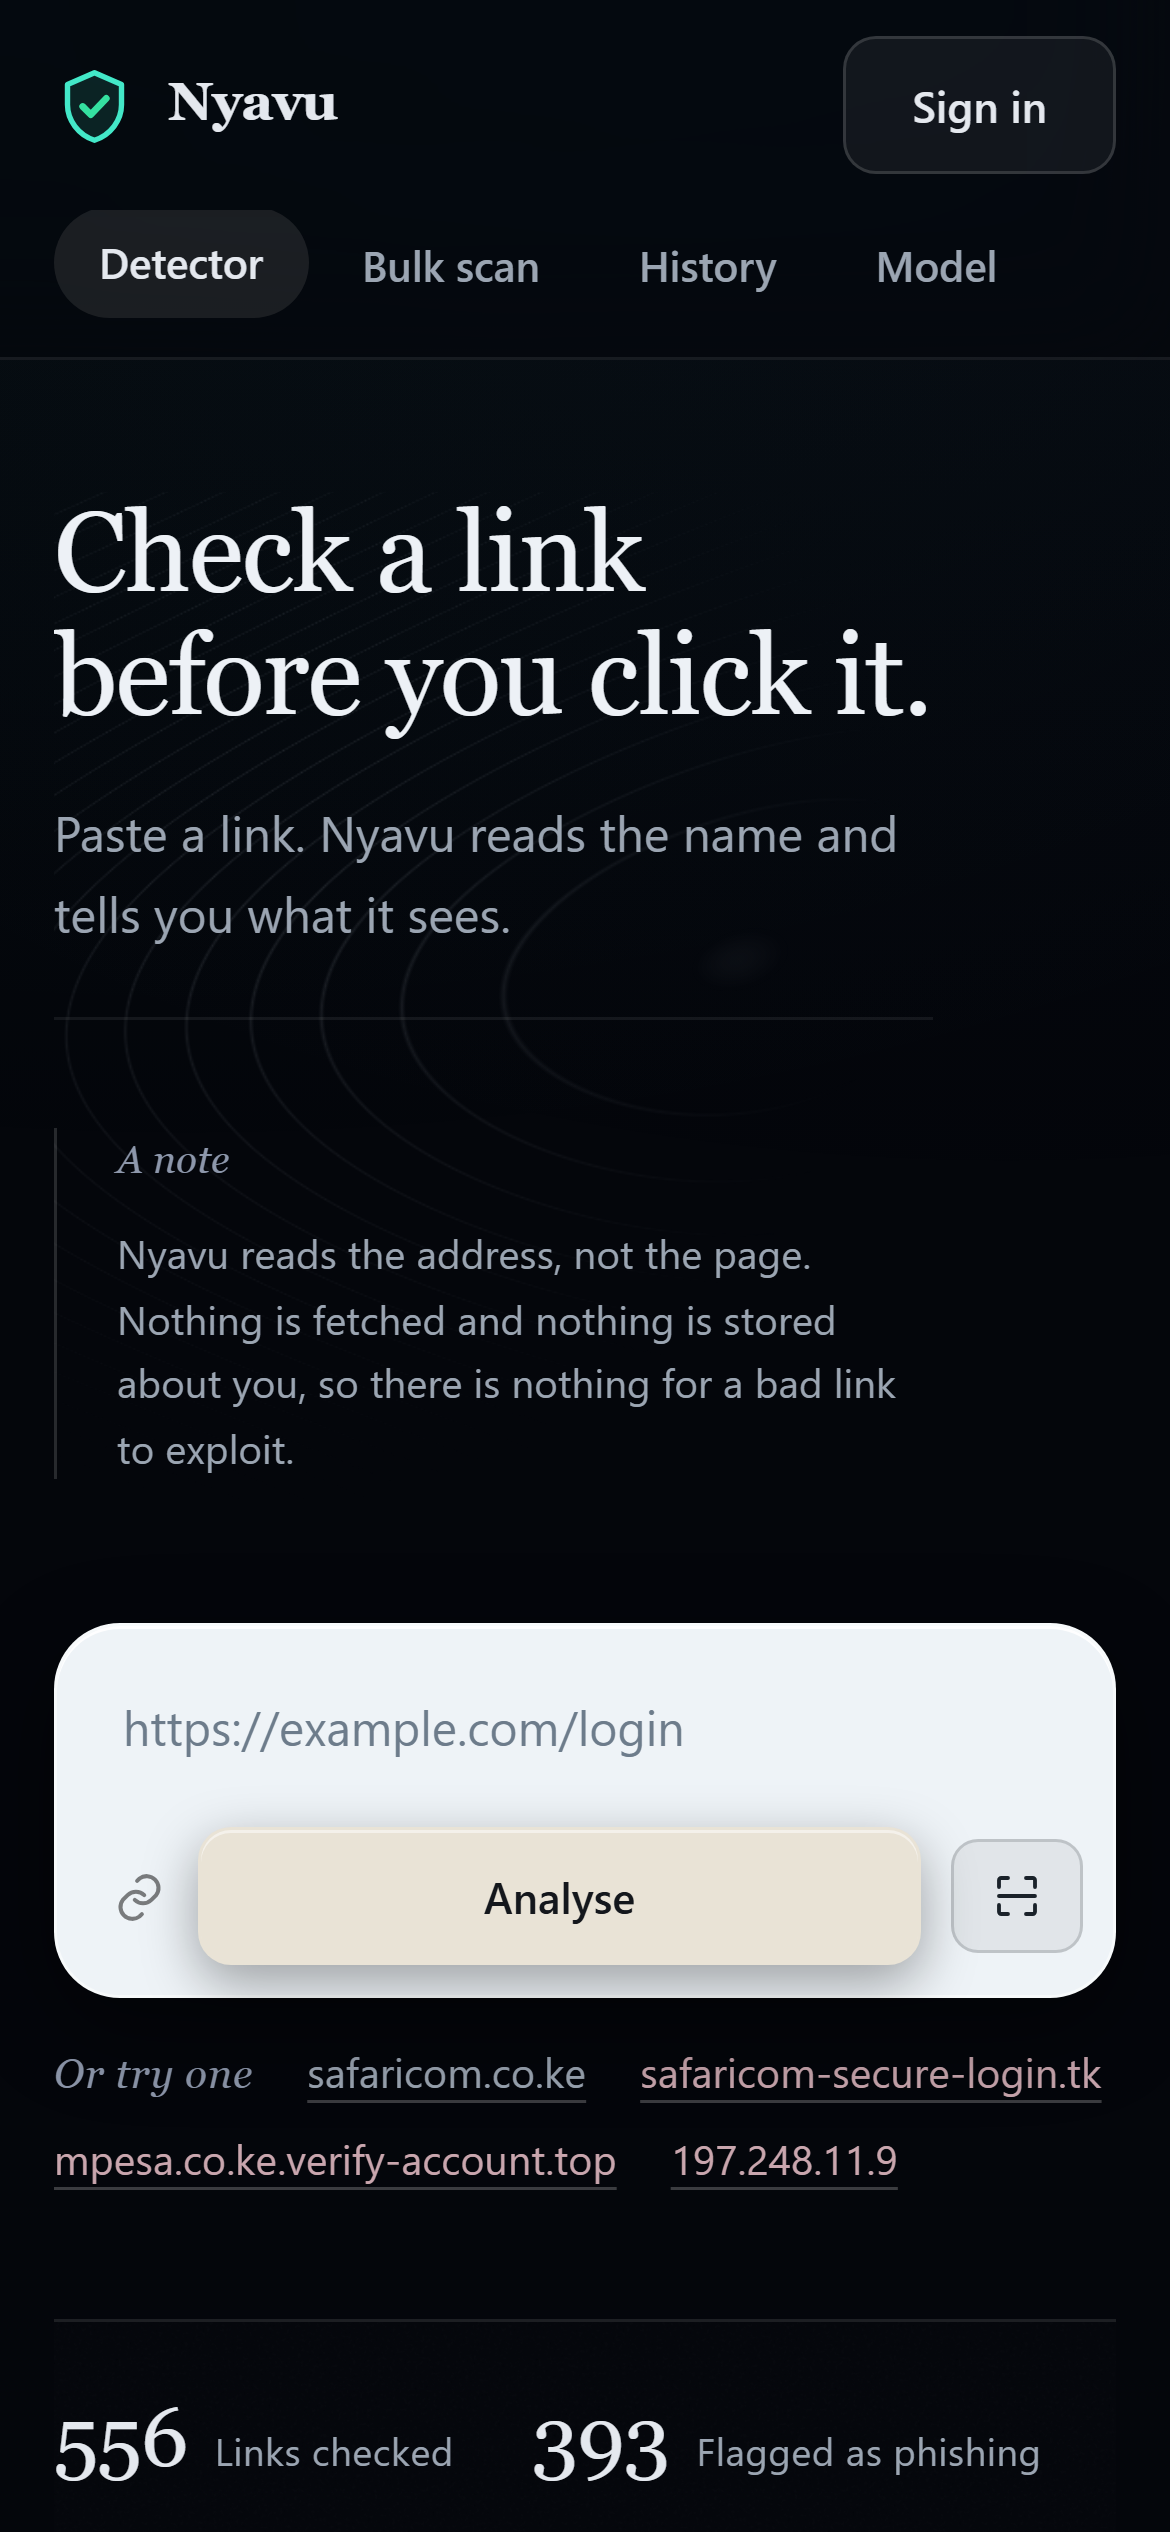 Nyavu
Sign in
Detector
Bulk scan
History
Model
Check a link
before you click it.
Paste a link. Nyavu reads the name and
tells you what it sees.
A note
Nyavu reads the address, not the page.
Nothing is fetched and nothing is stored
about you, so there is nothing for a bad link
to exploit.
https://example.com/login
Analyse
Or try one safaricom.co.ke safaricom-secure-login.tk
mpesa.co.ke.verify-account.top 197.248.11.9
556 Links checked 393 Flagged as phishing